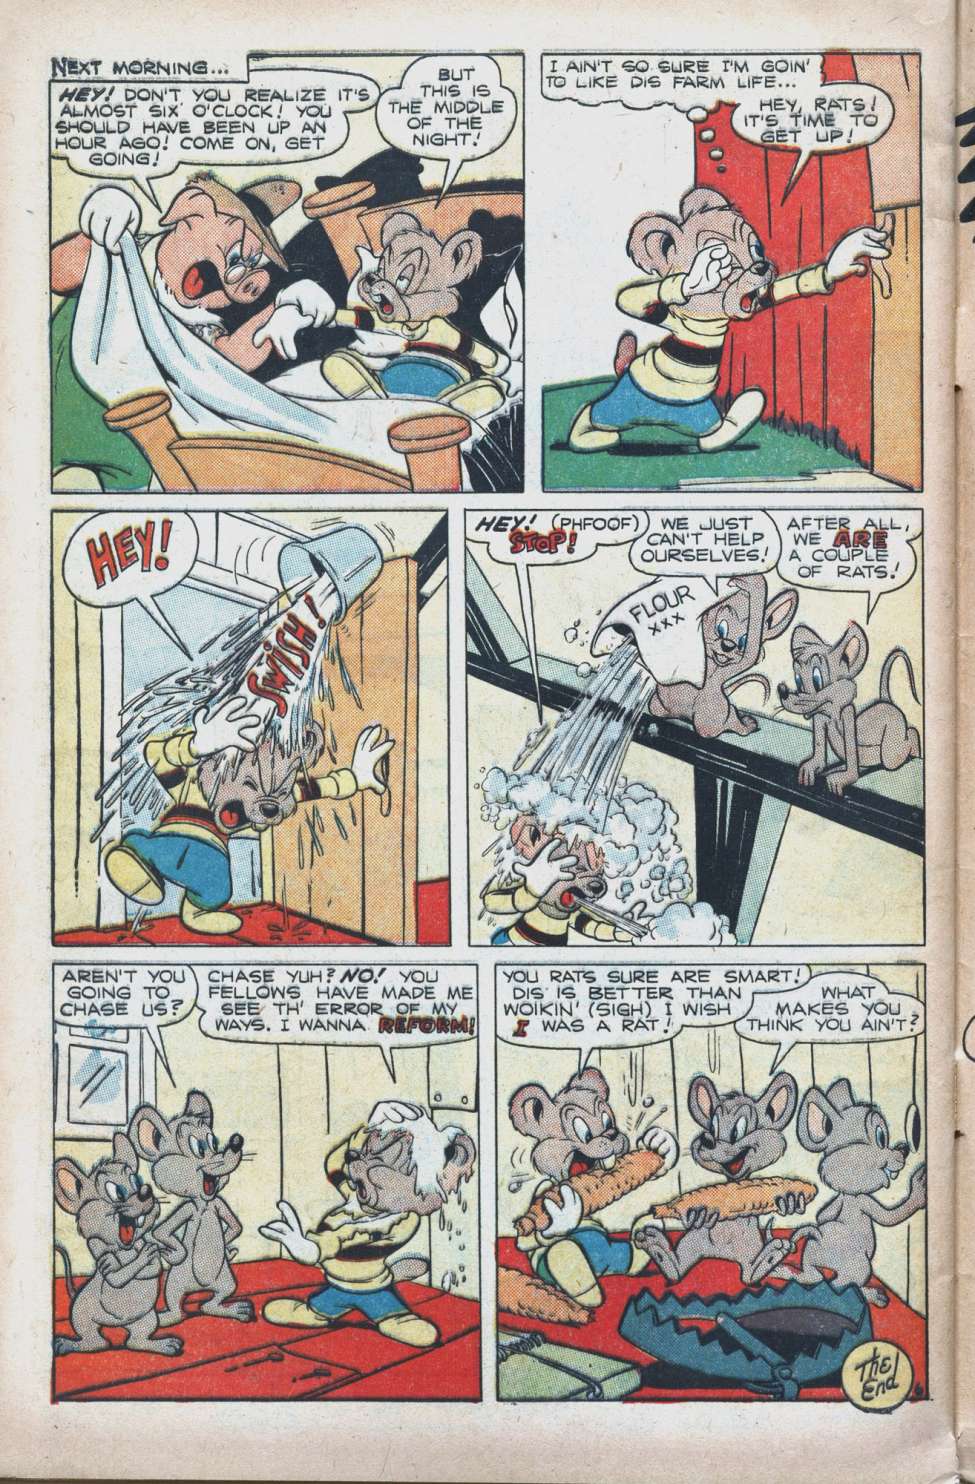 NEXT MORNING...
HEY! DON'T YOU REALIZE IT'S
ALMOST SIX O'CLOCK! YOU
SHOULD HAVE BEEN UP AN
HOUR AGO! COME ON, GET
GOING!
BUT
THIS IS
THE MIDDLE
OF THE
NIGHT!
I AIN'T SO SURE I'M GOIN'
TO LIKE DIS FARM LIFE...
HEY, RATS!
IT'S TIME TO
GET UP!
HEY!
SWISH!
HEY! (PHFOOF)
STOP!
WE JUST
CAN'T HELP
OURSELVES!
FLOUR
XXX
AFTER ALL,
WE ARE
A COUPLE
OF RATS!
AREN'T YOU
GOING TO
CHASE US?
CHASE YUH? NO! YOU
FELLOWS HAVE MADE ME
SEE TH' ERROR OF MY
WAYS. I WANNA REFORM!
YOU RATS SURE ARE SMART!
DIS IS BETTER THAN
WOIKIN' (SIGH) I WISH
I WAS A RAT!
WHAT
MAKES YOU
THINK YOU AIN'T?
The
End
6